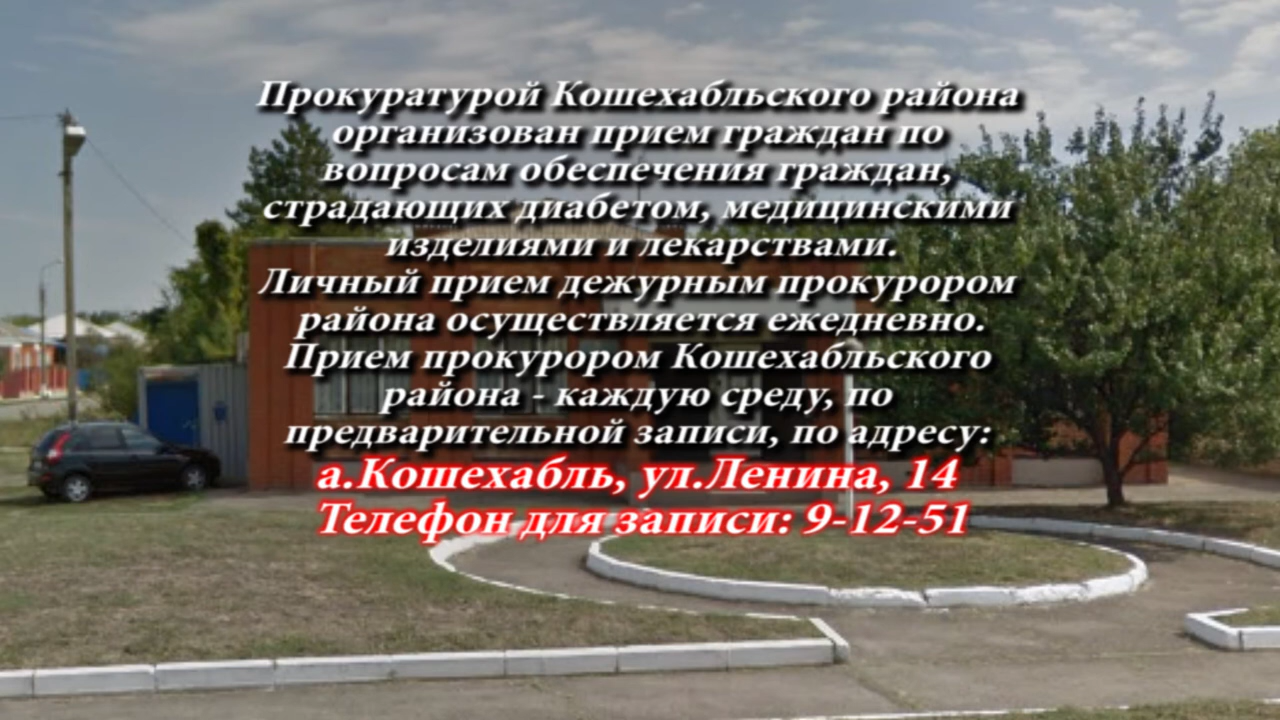 Прокуратурой Кошехабльского района
организован прием граждан по
вопросам обеспечения граждан,
страдающих диабетом, медицинскими
изделиями и лекарствами.
Личный прием дежурным прокурором
района осуществляется ежедневно.
Прием прокурором Кошехабльского
района - каждую среду, по
предварительной записи, по адресу:
а.Кошехабль, ул.Ленина, 14
Телефон для записи: 9-12-51